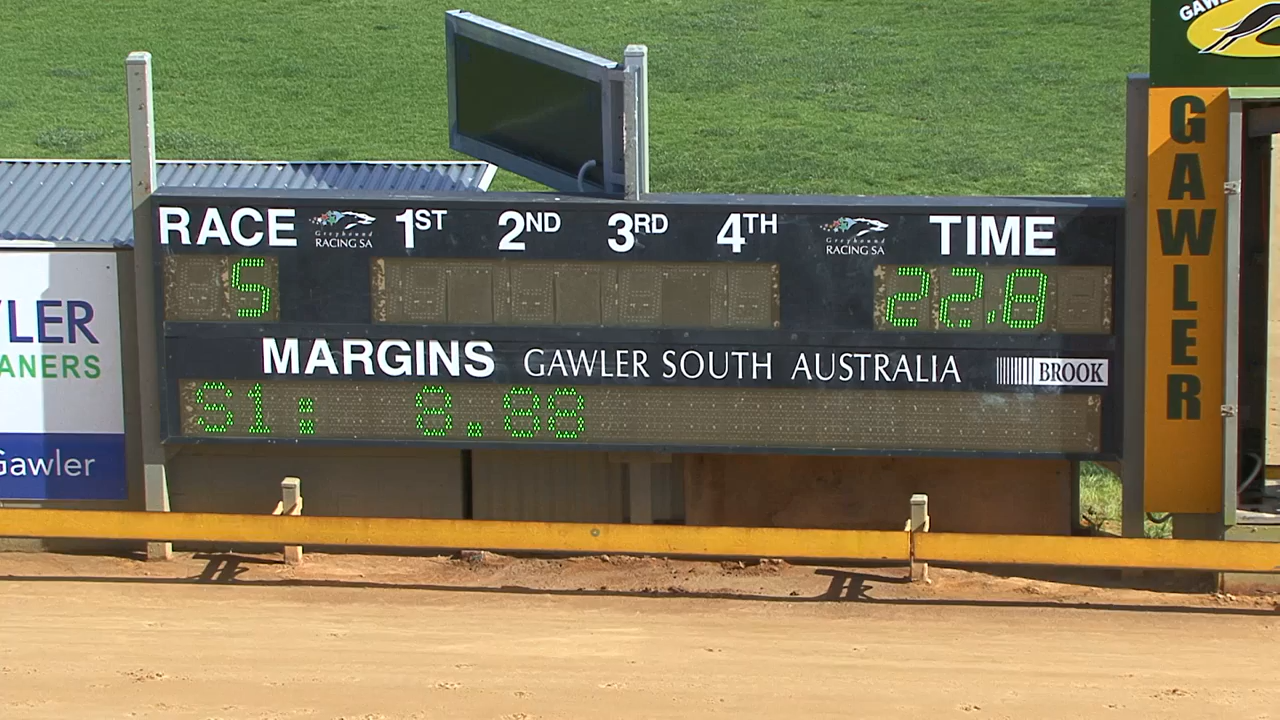 GAWL
RACE Greyhound RACING SA 1ST 2ND 3RD 4TH Greyhound RACING SA TIME
5 22.8
MARGINS GAWLER SOUTH AUSTRALIA BROOK
S1: 8.88
GAWLER
LER
ANERS
Gawler